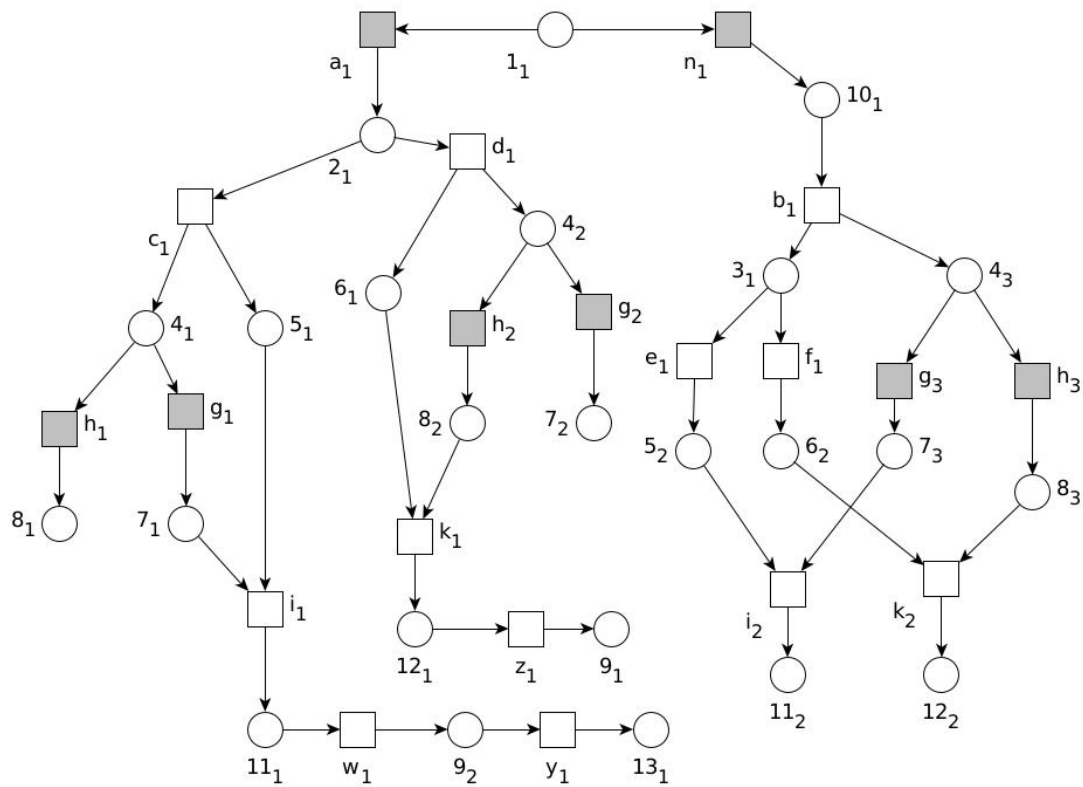 a₁ 1₁ n₁
10₁
2₁ d₁
c₁ b₁
4₂
6₁ 3₁ 4₃
4₁ 5₁ h₂ g₂
e₁ f₁ g₃ h₃
h₁ g₁
8₂ 7₂ 5₂ 6₂ 7₃
8₃
8₁ 7₁ k₁
i₁ i₂ k₂
12₁ z₁ 9₁
11₂ 12₂
11₁ w₁ 9₂ y₁ 13₁